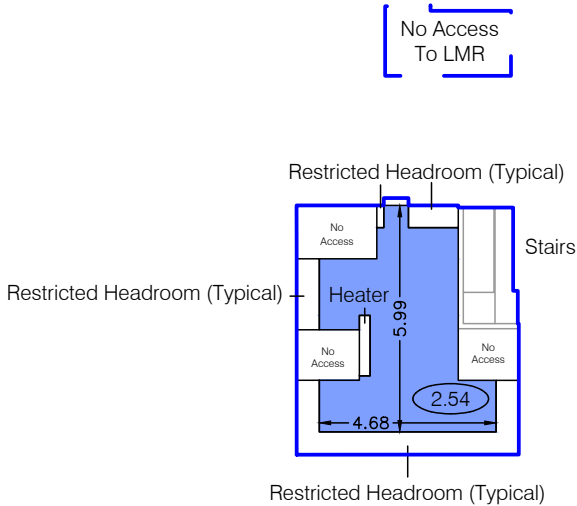 No Access
To LMR
Restricted Headroom (Typical)
No
Access
Stairs
Restricted Headroom (Typical)
Heater
5.99
No
Access
No
Access
2.54
4.68
Restricted Headroom (Typical)